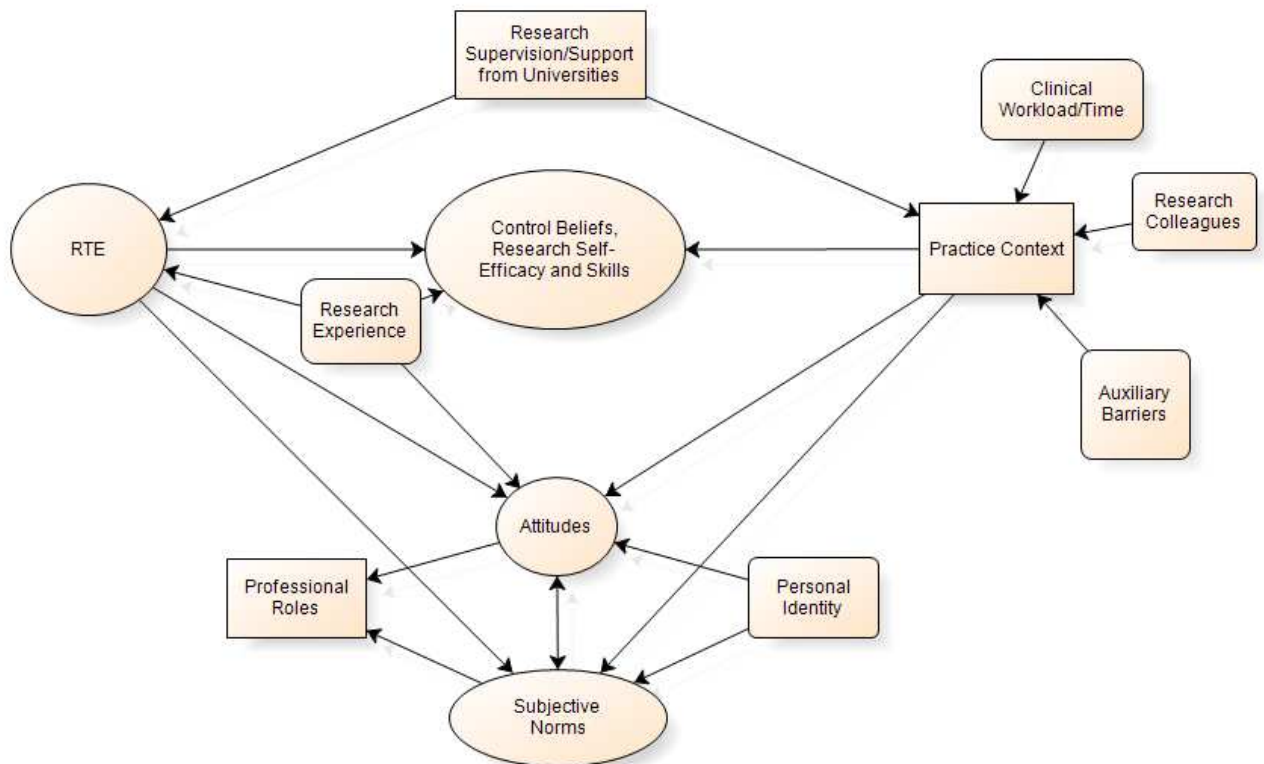 Research
Supervision/Support
from Universities
Clinical
Workload/Time
Research
Colleagues
RTE
Control Beliefs,
Research Self-
Efficacy and Skills
Practice Context
Research
Experience
Auxiliary
Barriers
Attitudes
Professional
Roles
Personal
Identity
Subjective
Norms